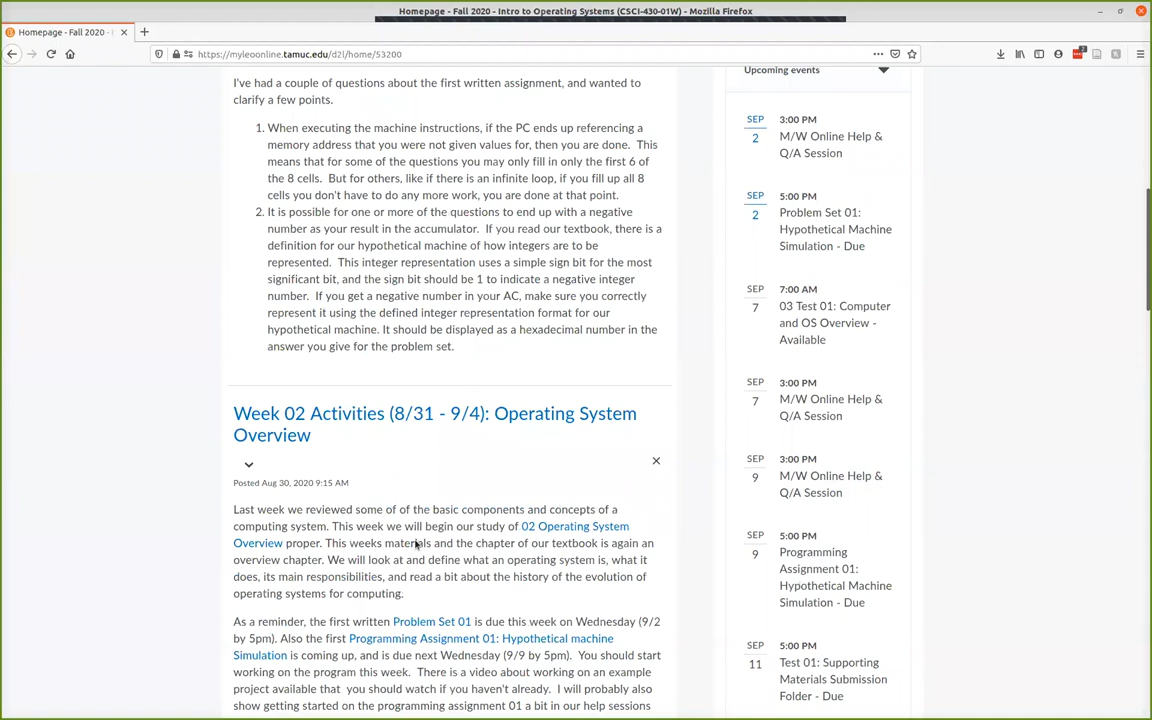 Homepage - Fall 2020 - Intro to Operating Systems (CSCI-430-01W) - Mozilla Firefox
Homepage - Fall 2020 -
https://myleoonline.tamuc.edu/d2l/home/53200
I've had a couple of questions about the first written assignment, and wanted to
clarify a few points.
1. When executing the machine instructions, if the PC ends up referencing a
memory address that you were not given values for, then you are done.  This
means that for some of the questions you may only fill in only the first 6 of
the 8 cells.  But for others, like if there is an infinite loop, if you fill up all 8
cells you don't have to do any more work, you are done at that point.
2. It is possible for one or more of the questions to end up with a negative
number as your result in the accumulator.  If you read our textbook, there is a
definition for our hypothetical machine of how integers are to be
represented.  This integer representation uses a simple sign bit for the most
significant bit, and the sign bit should be 1 to indicate a negative integer
number.  If you get a negative number in your AC, make sure you correctly
represent it using the defined integer representation format for our
hypothetical machine. It should be displayed as a hexadecimal number in the
answer you give for the problem set.
Week 02 Activities (8/31 - 9/4): Operating System
Overview
Posted Aug 30, 2020 9:15 AM
Last week we reviewed some of of the basic components and concepts of a
computing system. This week we will begin our study of 02 Operating System
Overview proper. This weeks materials and the chapter of our textbook is again an
overview chapter. We will look at and define what an operating system is, what it
does, its main responsibilities, and read a bit about the history of the evolution of
operating systems for computing.
As a reminder, the first written Problem Set 01 is due this week on Wednesday (9/2
by 5pm). Also the first Programming Assignment 01: Hypothetical machine
Simulation is coming up, and is due next Wednesday (9/9 by 5pm).  You should start
working on the program this week.  There is a video about working on an example
project available that  you should watch if you haven't already.  I will probably also
show getting started on the programming assignment 01 a bit in our help sessions
Upcoming events
SEP
2
3:00 PM
M/W Online Help &
Q/A Session
SEP
2
5:00 PM
Problem Set 01:
Hypothetical Machine
Simulation - Due
SEP
7
7:00 AM
03 Test 01: Computer
and OS Overview -
Available
SEP
7
3:00 PM
M/W Online Help &
Q/A Session
SEP
9
3:00 PM
M/W Online Help &
Q/A Session
SEP
9
5:00 PM
Programming
Assignment 01:
Hypothetical Machine
Simulation - Due
SEP
11
5:00 PM
Test 01: Supporting
Materials Submission
Folder - Due